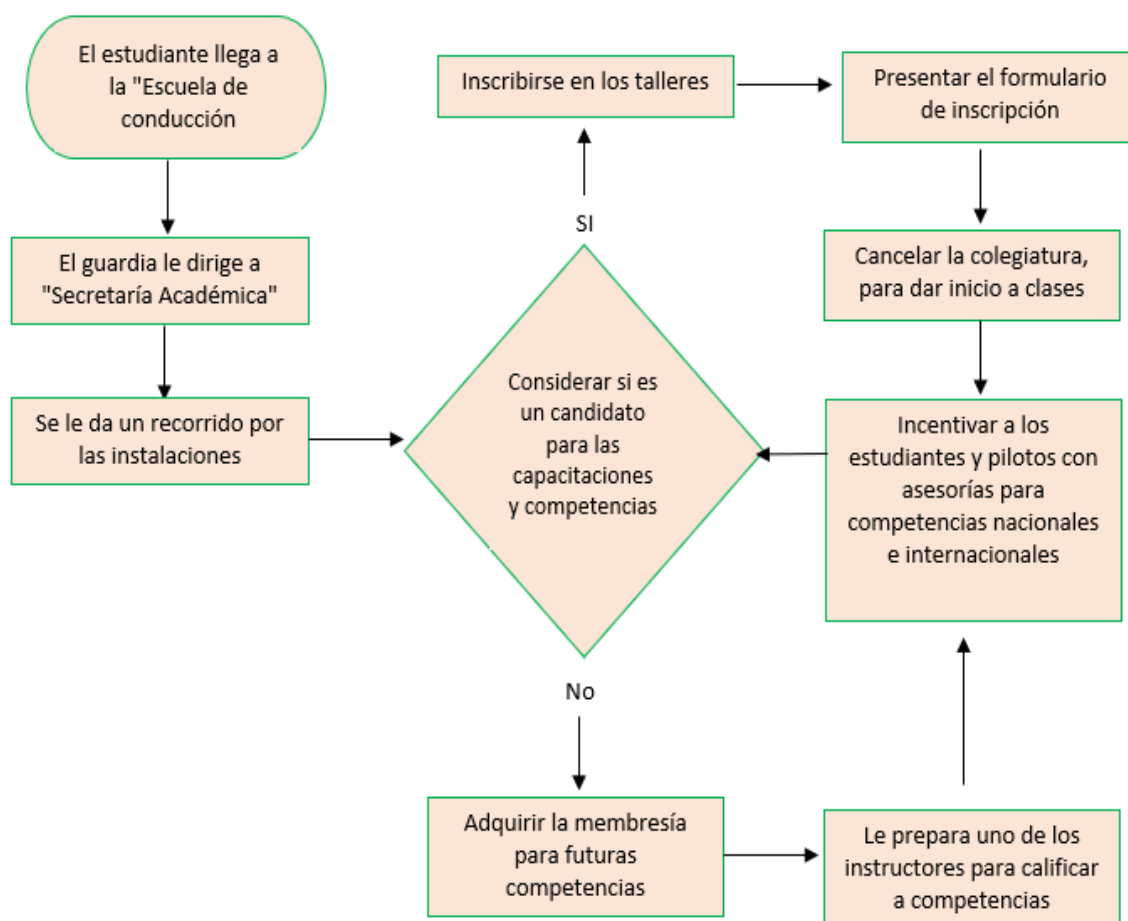 El estudiante llega a
la "Escuela de
conducción
El guardia le dirige a
"Secretaría Académica"
Se le da un recorrido por
las instalaciones
Considerar si es
un candidato
para las
capacitaciones
y competencias
SI
Inscribirse en los talleres
Presentar el formulario
de inscripción
Cancelar la colegiatura,
para dar inicio a clases
Incentivar a los
estudiantes y pilotos con
asesorías para
competencias nacionales
e internacionales
No
Adquirir la membresía
para futuras
competencias
Le prepara uno de los
instructores para calificar
a competencias